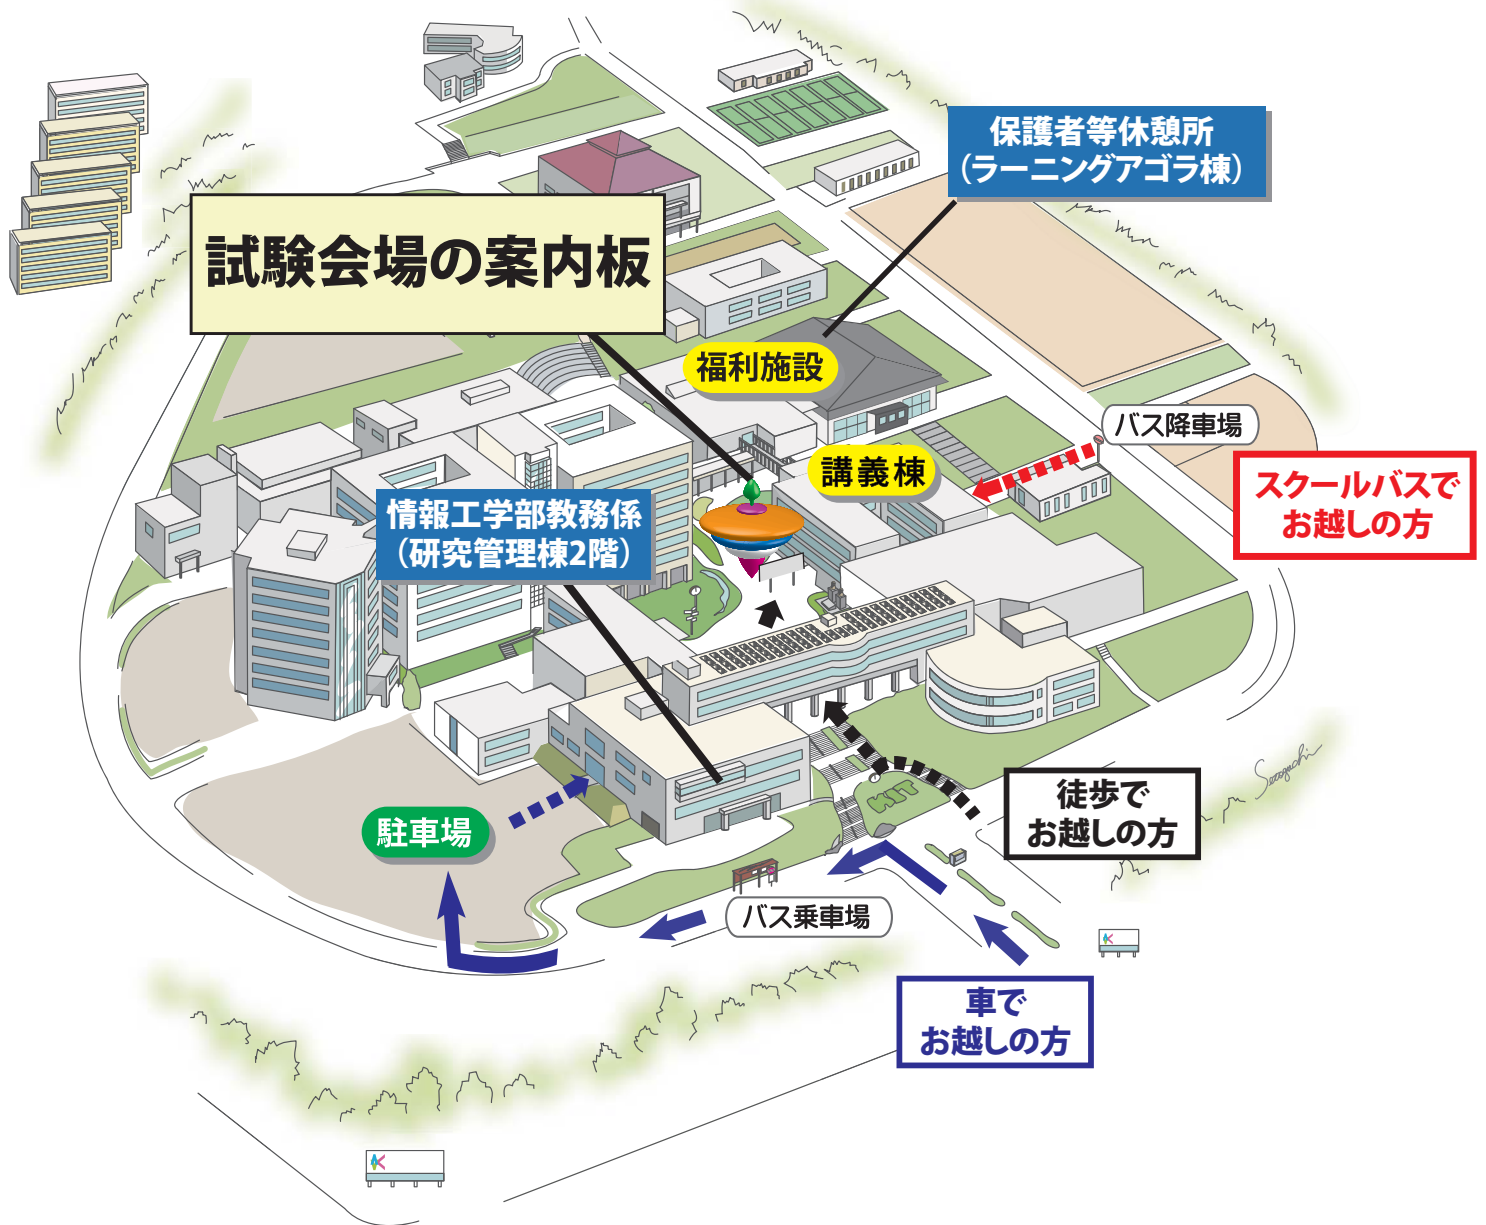 保護者等休憩所
（ラーニングアゴラ棟）
試験会場の案内板
福利施設
バス降車場
講義棟
スクールバスで
お越しの方
情報工学部教務係
（研究管理棟2階）
徒歩で
お越しの方
駐車場
バス乗車場
車で
お越しの方